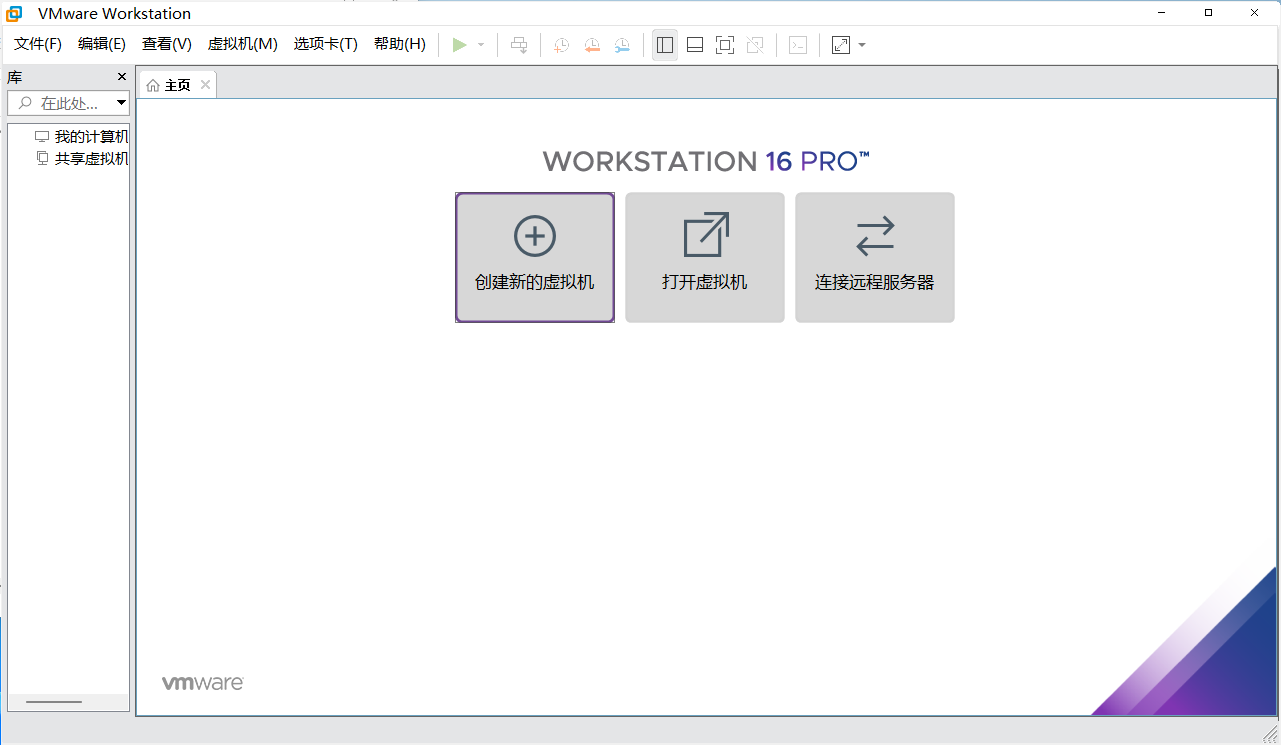 VMware Workstation
文件(F) 编辑(E) 查看(V) 虚拟机(M) 选项卡(T) 帮助(H)
库
主页
在此处...
我的计算机
共享虚拟机
WORKSTATION 16 PRO™
创建新的虚拟机 打开虚拟机 连接远程服务器
vmware